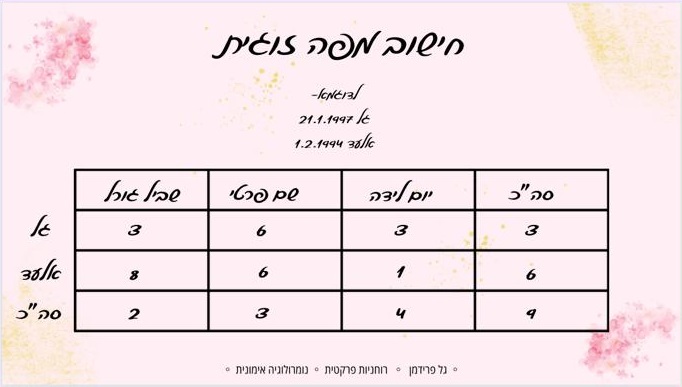 חישוב מפה זוגית
לדוגמא-
גל 21.1.1997
אלעד 1.2.1994
שביל גורל שם פרטי יום לידה סה"כ
גל 3 6 3 3
אלעד 8 6 1 6
סה"כ 2 3 4 9
◦ גל פרידמן ◦ רוחניות פרקטית ◦ נומרולוגיה אימונית ◦